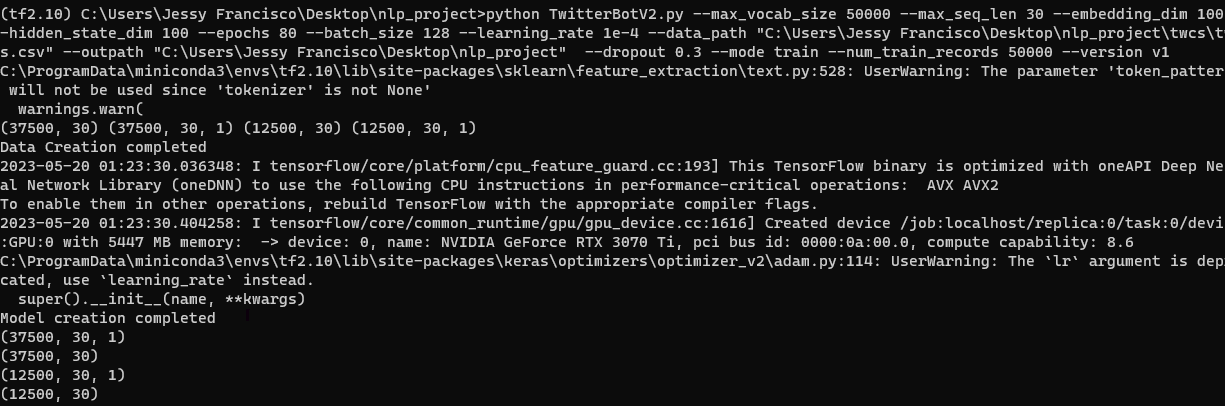 (tf2.10) C:\Users\Jessy Francisco\Desktop\nlp_project>python TwitterBotV2.py --max_vocab_size 50000 --max_seq_len 30 --embedding_dim 100
-hidden_state_dim 100 --epochs 80 --batch_size 128 --learning_rate 1e-4 --data_path "C:\Users\Jessy Francisco\Desktop\nlp_project\twcs\t
s.csv" --outpath "C:\Users\Jessy Francisco\Desktop\nlp_project"  --dropout 0.3 --mode train --num_train_records 50000 --version v1
C:\ProgramData\miniconda3\envs\tf2.10\lib\site-packages\sklearn\feature_extraction\text.py:528: UserWarning: The parameter 'token_patter
 will not be used since 'tokenizer' is not None'
  warnings.warn(
(37500, 30) (37500, 30, 1) (12500, 30) (12500, 30, 1)
Data Creation completed
2023-05-20 01:23:30.036348: I tensorflow/core/platform/cpu_feature_guard.cc:193] This TensorFlow binary is optimized with oneAPI Deep Ne
al Network Library (oneDNN) to use the following CPU instructions in performance-critical operations:  AVX AVX2
To enable them in other operations, rebuild TensorFlow with the appropriate compiler flags.
2023-05-20 01:23:30.404258: I tensorflow/core/common_runtime/gpu/gpu_device.cc:1616] Created device /job:localhost/replica:0/task:0/devi
:GPU:0 with 5447 MB memory:  -> device: 0, name: NVIDIA GeForce RTX 3070 Ti, pci bus id: 0000:0a:00.0, compute capability: 8.6
C:\ProgramData\miniconda3\envs\tf2.10\lib\site-packages\keras\optimizers\optimizer_v2\adam.py:114: UserWarning: The `lr` argument is dep
cated, use `learning_rate` instead.
  super().__init__(name, **kwargs)
Model creation completed
(37500, 30, 1)
(37500, 30)
(12500, 30, 1)
(12500, 30)